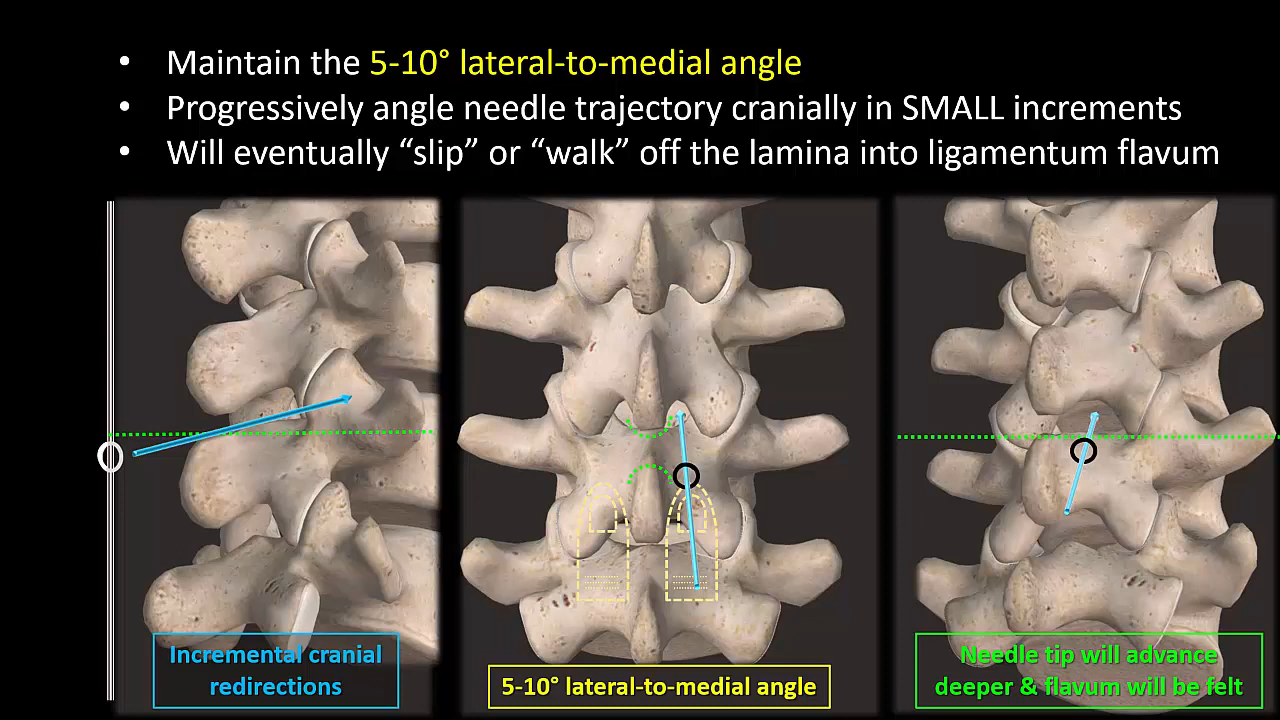 • Maintain the 5-10° lateral-to-medial angle
• Progressively angle needle trajectory cranially in SMALL increments
• Will eventually “slip” or “walk” off the lamina into ligamentum flavum
Incremental cranial
redirections
5-10° lateral-to-medial angle
Needle tip will advance
deeper & flavum will be felt